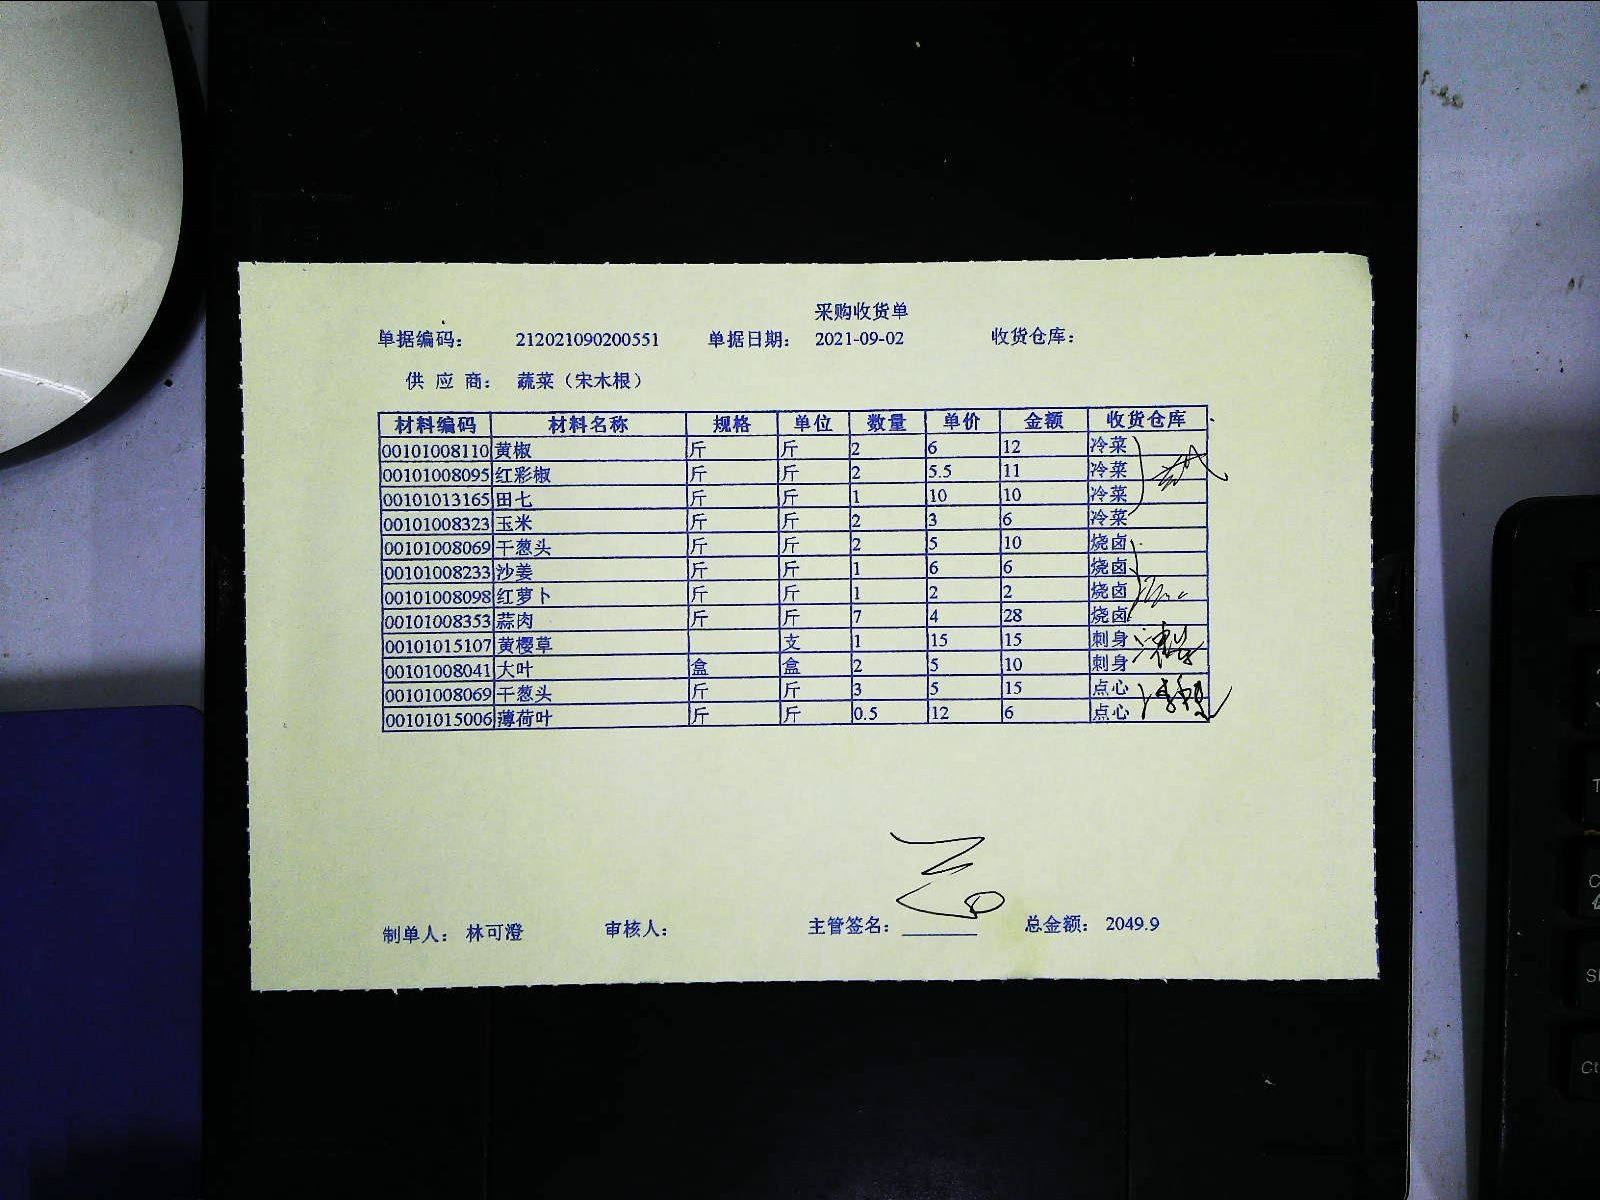 采购收货单
单据编码： 212021090200551 单据日期： 2021-09-02 收货仓库：
供 应 商： 蔬菜（宋木根）
材料编码 材料名称 规格 单位 数量 单价 金额 收货仓库
00101008110 黄椒 斤 斤 2 6 12 冷菜
00101008095 红彩椒 斤 斤 2 5.5 11 冷菜
00101013165 田七 斤 斤 1 10 10 冷菜
00101008323 玉米 斤 斤 2 3 6 冷菜
00101008069 干葱头 斤 斤 2 5 10 烧卤
00101008233 沙姜 斤 斤 1 6 6 烧卤
00101008098 红萝卜 斤 斤 1 2 2 烧卤
00101008353 蒜肉 斤 斤 7 4 28 烧卤
00101015107 黄樱草 支 1 15 15 刺身
00101008041 大叶 盒 盒 2 5 10 刺身
00101008069 干葱头 斤 斤 3 5 15 点心
00101015006 薄荷叶 斤 斤 0.5 12 6 点心
制单人： 林可澄 审核人： 主管签名： 总金额： 2049.9